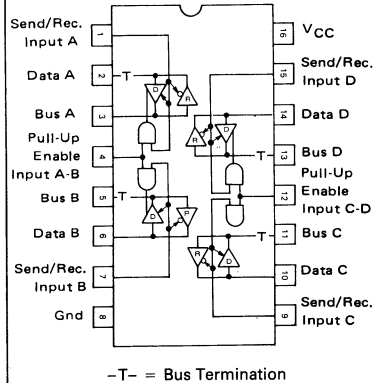 Send/Rec.
Input A
1
Data A
2
-T-
D
R
Bus A
3
Pull-Up
Enable
Input A-B
4
Bus B
5
-T-
Data B
6
D
R
Send/Rec.
Input B
7
Gnd
8
16
VCC
15
Send/Rec.
Input D
14
Data D
R
D
-T-
13
Bus D
Pull-Up
Enable
Input C-D
12
-T-
11
Bus C
R
D
10
Data C
9
Send/Rec.
Input C
-T- = Bus Termination